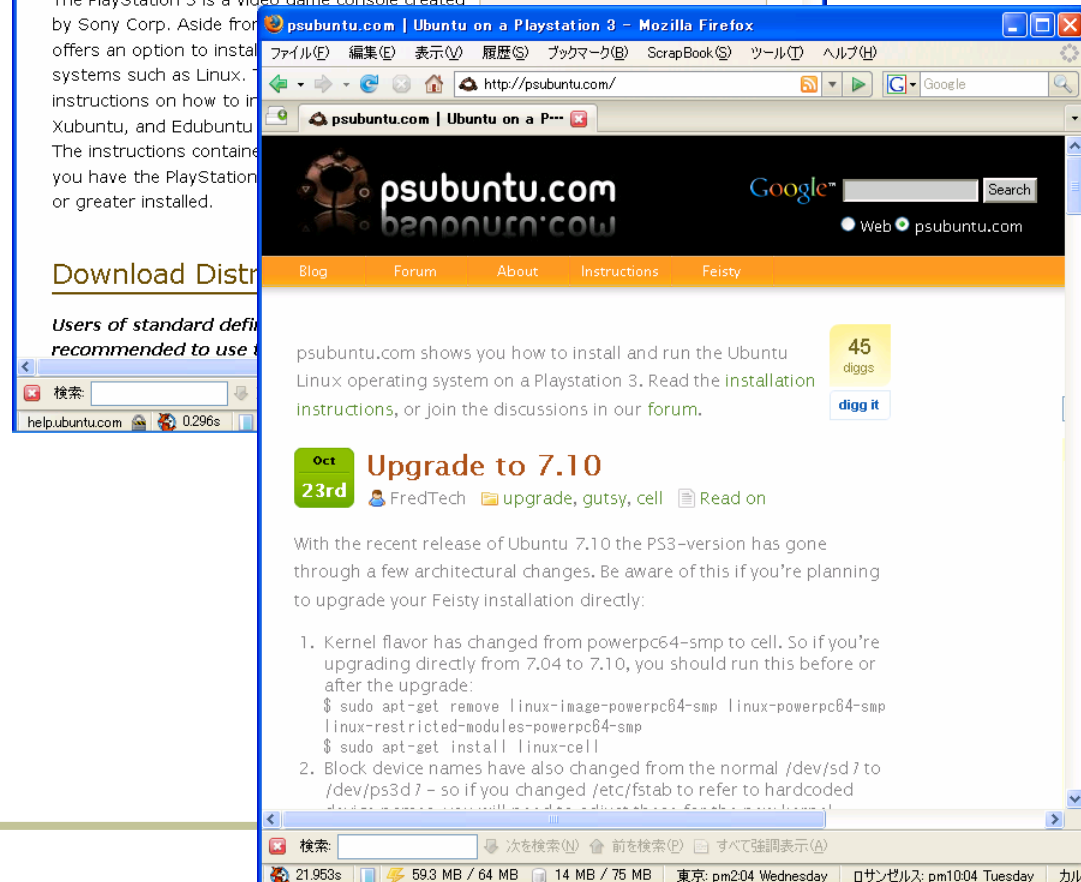 The PlayStation 3 is a video game console created
by Sony Corp. Aside
offers an option to
systems such as Linux.
instructions on how to
Xubuntu, and Edubuntu
The instructions
you have the PlayStation
or greater installed.
Download
Users of standard
recommended to use
検索:
help.ubuntu.com 0.296s
psubuntu.com | Ubuntu on a Playstation 3 - Mozilla Firefox
ファイル(F) 編集(E) 表示(V) 履歴(S) ブックマーク(B) ScrapBook(S) ツール(T) ヘルプ(H)
http://psubuntu.com/ G Google
psubuntu.com | Ubuntu on a P...
psubuntu.com Google™ Search
Web psubuntu.com
Blog Forum About Instructions Feisty
psubuntu.com shows you how to install and run the Ubuntu
Linux operating system on a Playstation 3. Read the installation
instructions, or join the discussions in our forum.
45
diggs
digg it
Oct
23rd
Upgrade to 7.10
FredTech upgrade, gutsy, cell Read on
With the recent release of Ubuntu 7.10 the PS3-version has gone
through a few architectural changes. Be aware of this if you're planning
to upgrade your Feisty installation directly:
1. Kernel flavor has changed from powerpc64-smp to cell. So if you're
upgrading directly from 7.04 to 7.10, you should run this before or
after the upgrade:
$ sudo apt-get remove linux-image-powerpc64-smp linux-powerpc64-smp
linux-restricted-modules-powerpc64-smp
$ sudo apt-get install linux-cell
2. Block device names have also changed from the normal /dev/sd? to
/dev/ps3d? - so if you changed /etc/fstab to refer to hardcoded
device names, you will need to adjust these for the new kernel
検索: 次を検索(N) 前を検索(P) すべて強調表示(A)
21.953s 59.3 MB / 64 MB 14 MB / 75 MB 東京: pm2:04 Wednesday ロサンゼルス: pm10:04 Tuesday